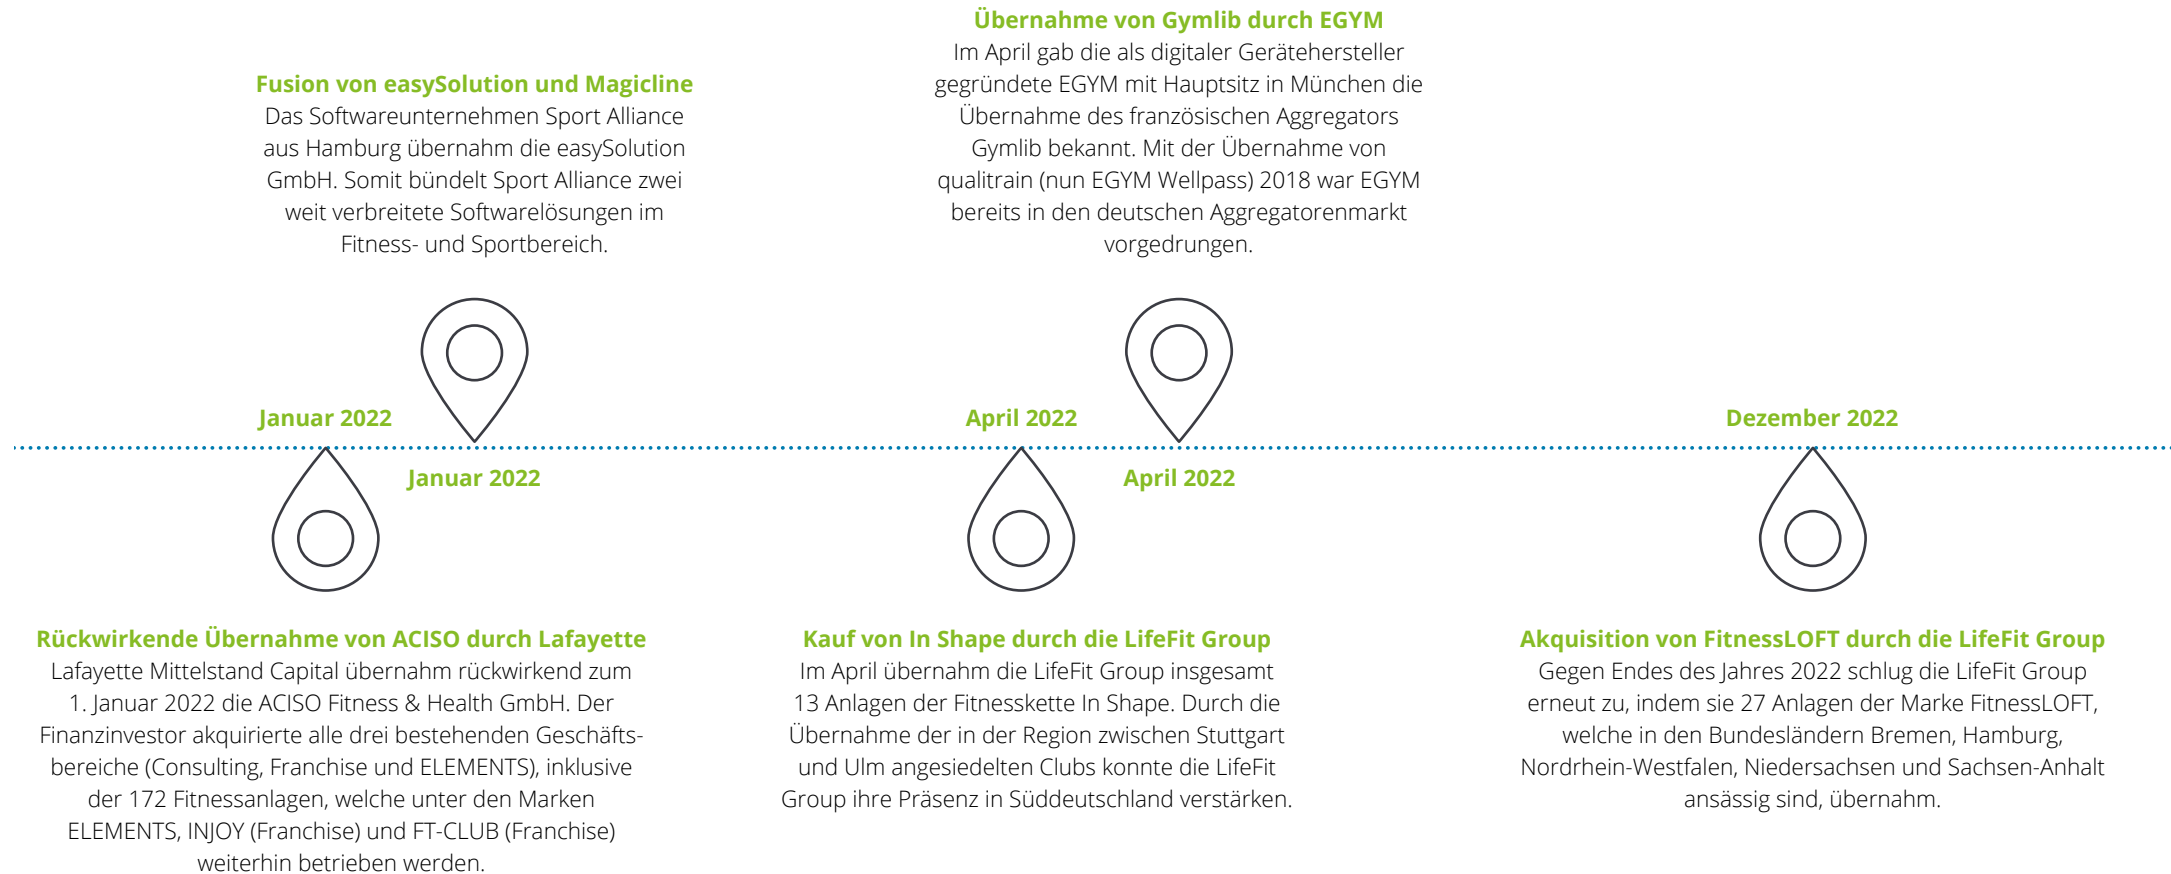 Übernahme von Gymlib durch EGYM
Im April gab die als digitaler Gerätehersteller
gegründete EGYM mit Hauptsitz in München die
Übernahme des französischen Aggregators
Gymlib bekannt. Mit der Übernahme von
qualitrain (nun EGYM Wellpass) 2018 war EGYM
bereits in den deutschen Aggregatorenmarkt
vorgedrungen.
Fusion von easySolution und Magicline
Das Softwareunternehmen Sport Alliance
aus Hamburg übernahm die easySolution
GmbH. Somit bündelt Sport Alliance zwei
weit verbreitete Softwarelösungen im
Fitness- und Sportbereich.
Januar 2022
April 2022
Dezember 2022
Januar 2022
April 2022
Rückwirkende Übernahme von ACISO durch Lafayette
Lafayette Mittelstand Capital übernahm rückwirkend zum
1. Januar 2022 die ACISO Fitness & Health GmbH. Der
Finanzinvestor akquirierte alle drei bestehenden Geschäfts-
bereiche (Consulting, Franchise und ELEMENTS), inklusive
der 172 Fitnessanlagen, welche unter den Marken
ELEMENTS, INJOY (Franchise) und FT-CLUB (Franchise)
weiterhin betrieben werden.
Kauf von In Shape durch die LifeFit Group
Im April übernahm die LifeFit Group insgesamt
13 Anlagen der Fitnesskette In Shape. Durch die
Übernahme der in der Region zwischen Stuttgart
und Ulm angesiedelten Clubs konnte die LifeFit
Group ihre Präsenz in Süddeutschland verstärken.
Akquisition von FitnessLOFT durch die LifeFit Group
Gegen Endes des Jahres 2022 schlug die LifeFit Group
erneut zu, indem sie 27 Anlagen der Marke FitnessLOFT,
welche in den Bundesländern Bremen, Hamburg,
Nordrhein-Westfalen, Niedersachsen und Sachsen-Anhalt
ansässig sind, übernahm.